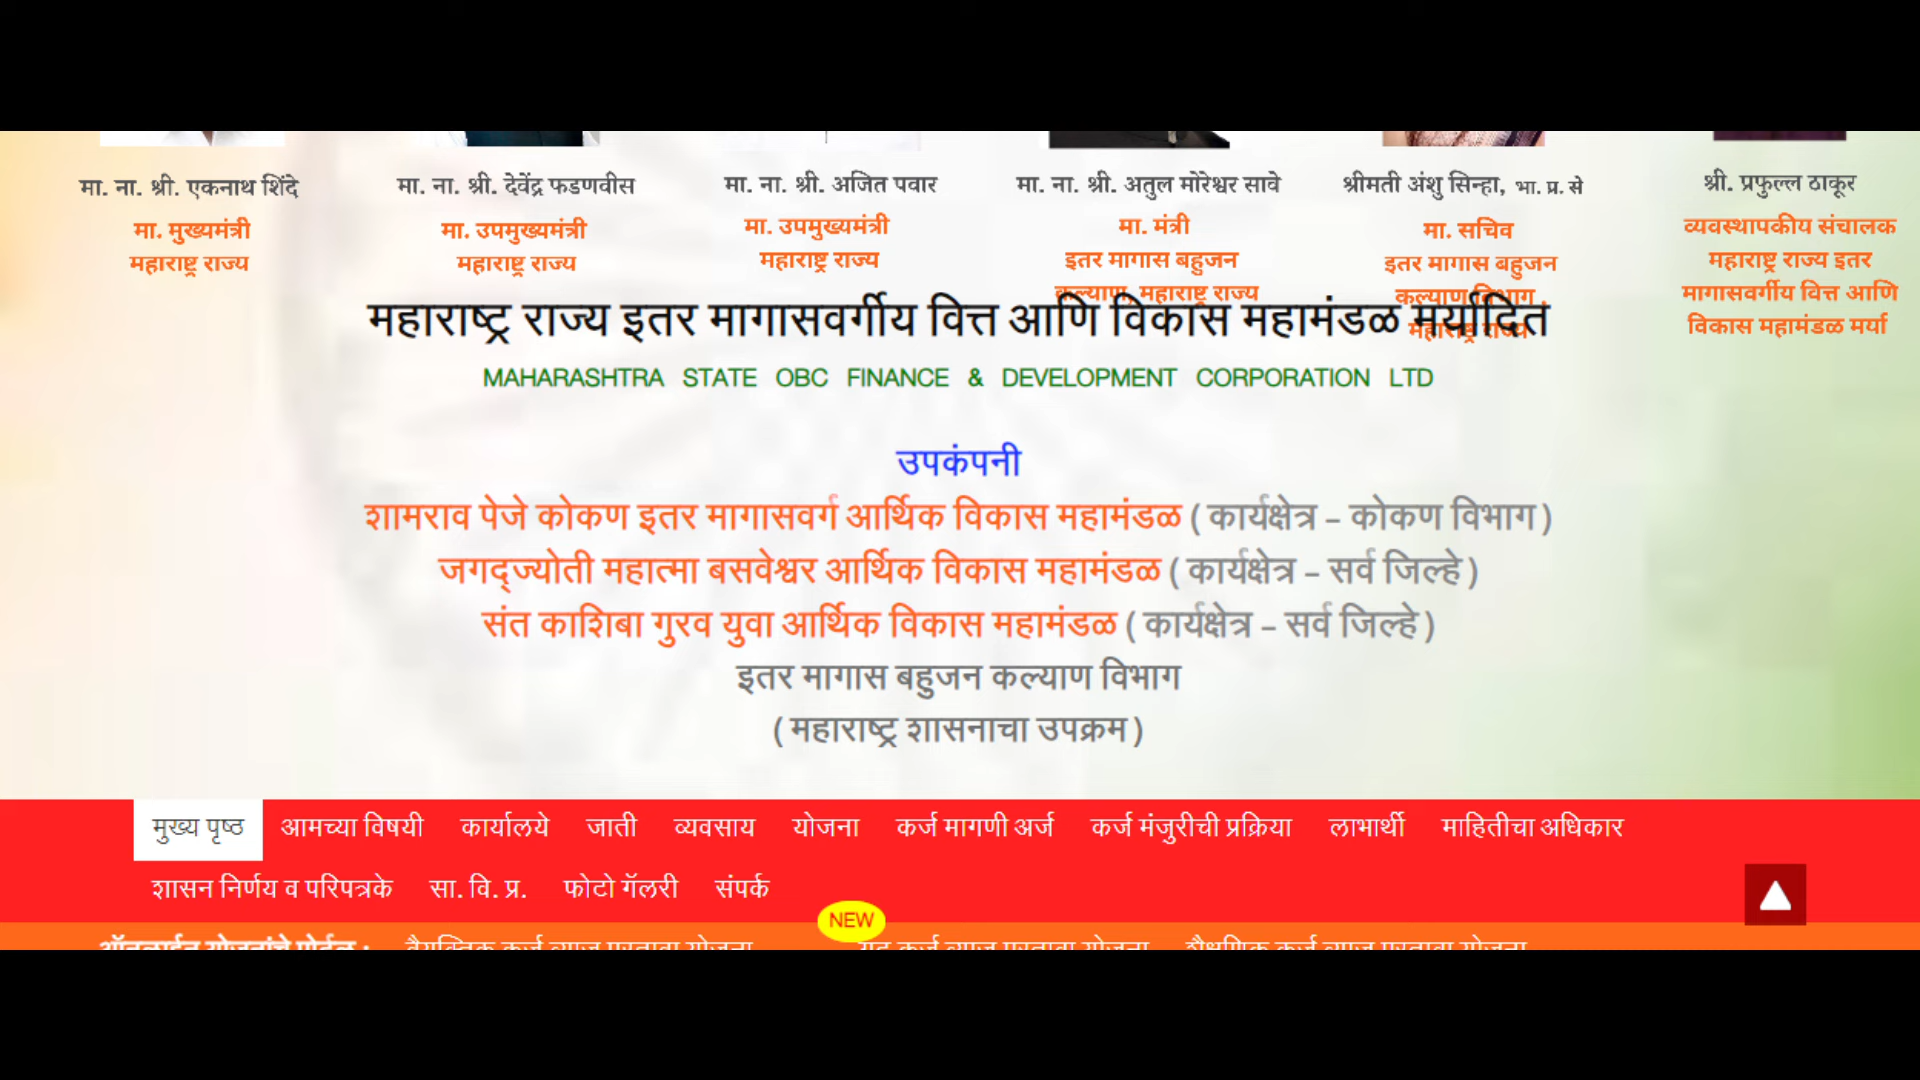 मा. ना. श्री. एकनाथ शिंदे
मा. मुख्यमंत्री
महाराष्ट्र राज्य
मा. ना. श्री. देवेंद्र फडणवीस
मा. उपमुख्यमंत्री
महाराष्ट्र राज्य
मा. ना. श्री. अजित पवार
मा. उपमुख्यमंत्री
महाराष्ट्र राज्य
मा. ना. श्री. अतुल मोरेश्वर सावे
मा. मंत्री
इतर मागास बहुजन
कल्याण, महाराष्ट्र राज्य
श्रीमती अंशु सिन्हा, भा. प्र. से
मा. सचिव
इतर मागास बहुजन
कल्याण विभाग ,
महाराष्ट्र राज्य
श्री. प्रफुल्ल ठाकूर
व्यवस्थापकीय संचालक
महाराष्ट्र राज्य इतर
मागासवर्गीय वित्त आणि
विकास महामंडळ मर्या
महाराष्ट्र राज्य इतर मागासवर्गीय वित्त आणि विकास महामंडळ मर्यादित
MAHARASHTRA STATE OBC FINANCE & DEVELOPMENT CORPORATION LTD
उपकंपनी
शामराव पेजे कोकण इतर मागासवर्ग आर्थिक विकास महामंडळ ( कार्यक्षेत्र – कोकण विभाग )
जगद्ज्योती महात्मा बसवेश्वर आर्थिक विकास महामंडळ ( कार्यक्षेत्र – सर्व जिल्हे )
संत काशिबा गुरव युवा आर्थिक विकास महामंडळ ( कार्यक्षेत्र – सर्व जिल्हे )
इतर मागास बहुजन कल्याण विभाग
( महाराष्ट्र शासनाचा उपक्रम )
मुख्य पृष्ठ आमच्या विषयी कार्यालये जाती व्यवसाय योजना कर्ज मागणी अर्ज कर्ज मंजुरीची प्रक्रिया लाभार्थी माहितीचा अधिकार
शासन निर्णय व परिपत्रके सा. वि. प्र. फोटो गॅलरी संपर्क
NEW